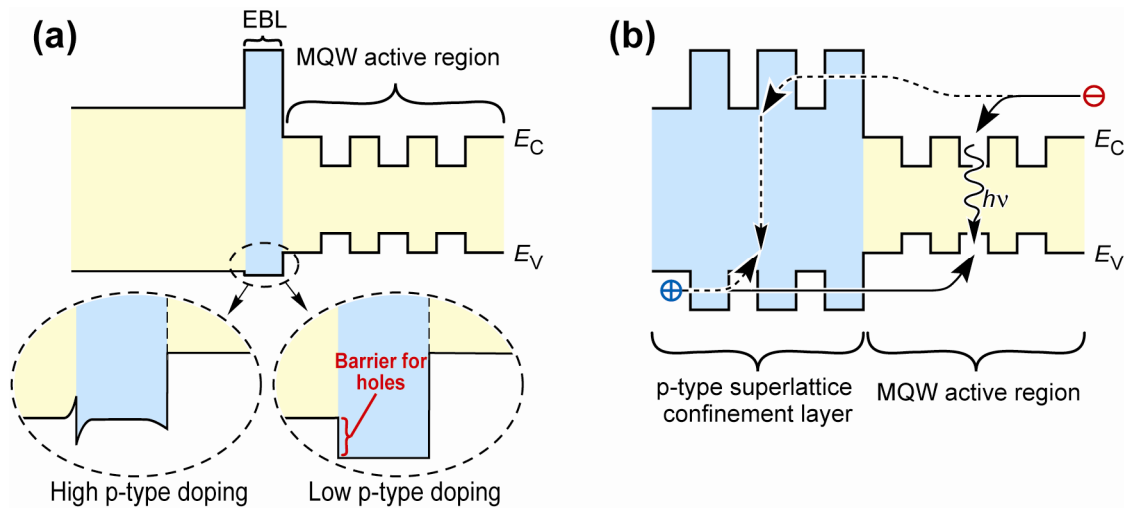 (a)
EBL
MQW active region
E_C
E_V
Barrier for
holes
High p-type doping
Low p-type doping
(b)
⊖
E_C
hν
E_V
⊕
p-type superlattice
confinement layer
MQW active region